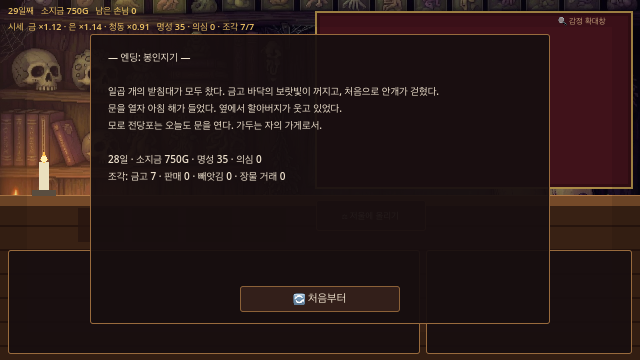 29일째 소지금 750G 남은 손님 0
시세 금 ×1.12 · 은 ×1.14 · 청동 ×0.91 명성 35 · 의심 0 · 조각 7/7
🔍 감정 확대창
— 엔딩: 봉인지기 —
일곱 개의 받침대가 모두 찼다. 금고 바닥의 보랏빛이 꺼지고, 처음으로 안개가 걷혔다.
문을 열자 아침 해가 들었다. 옆에서 할아버지가 웃고 있었다.
모로 전당포는 오늘도 문을 연다. 가두는 자의 가게로서.
28일 · 소지금 750G · 명성 35 · 의심 0
조각: 금고 7 · 판매 0 · 빼앗김 0 · 장물 거래 0
🔄 처음부터